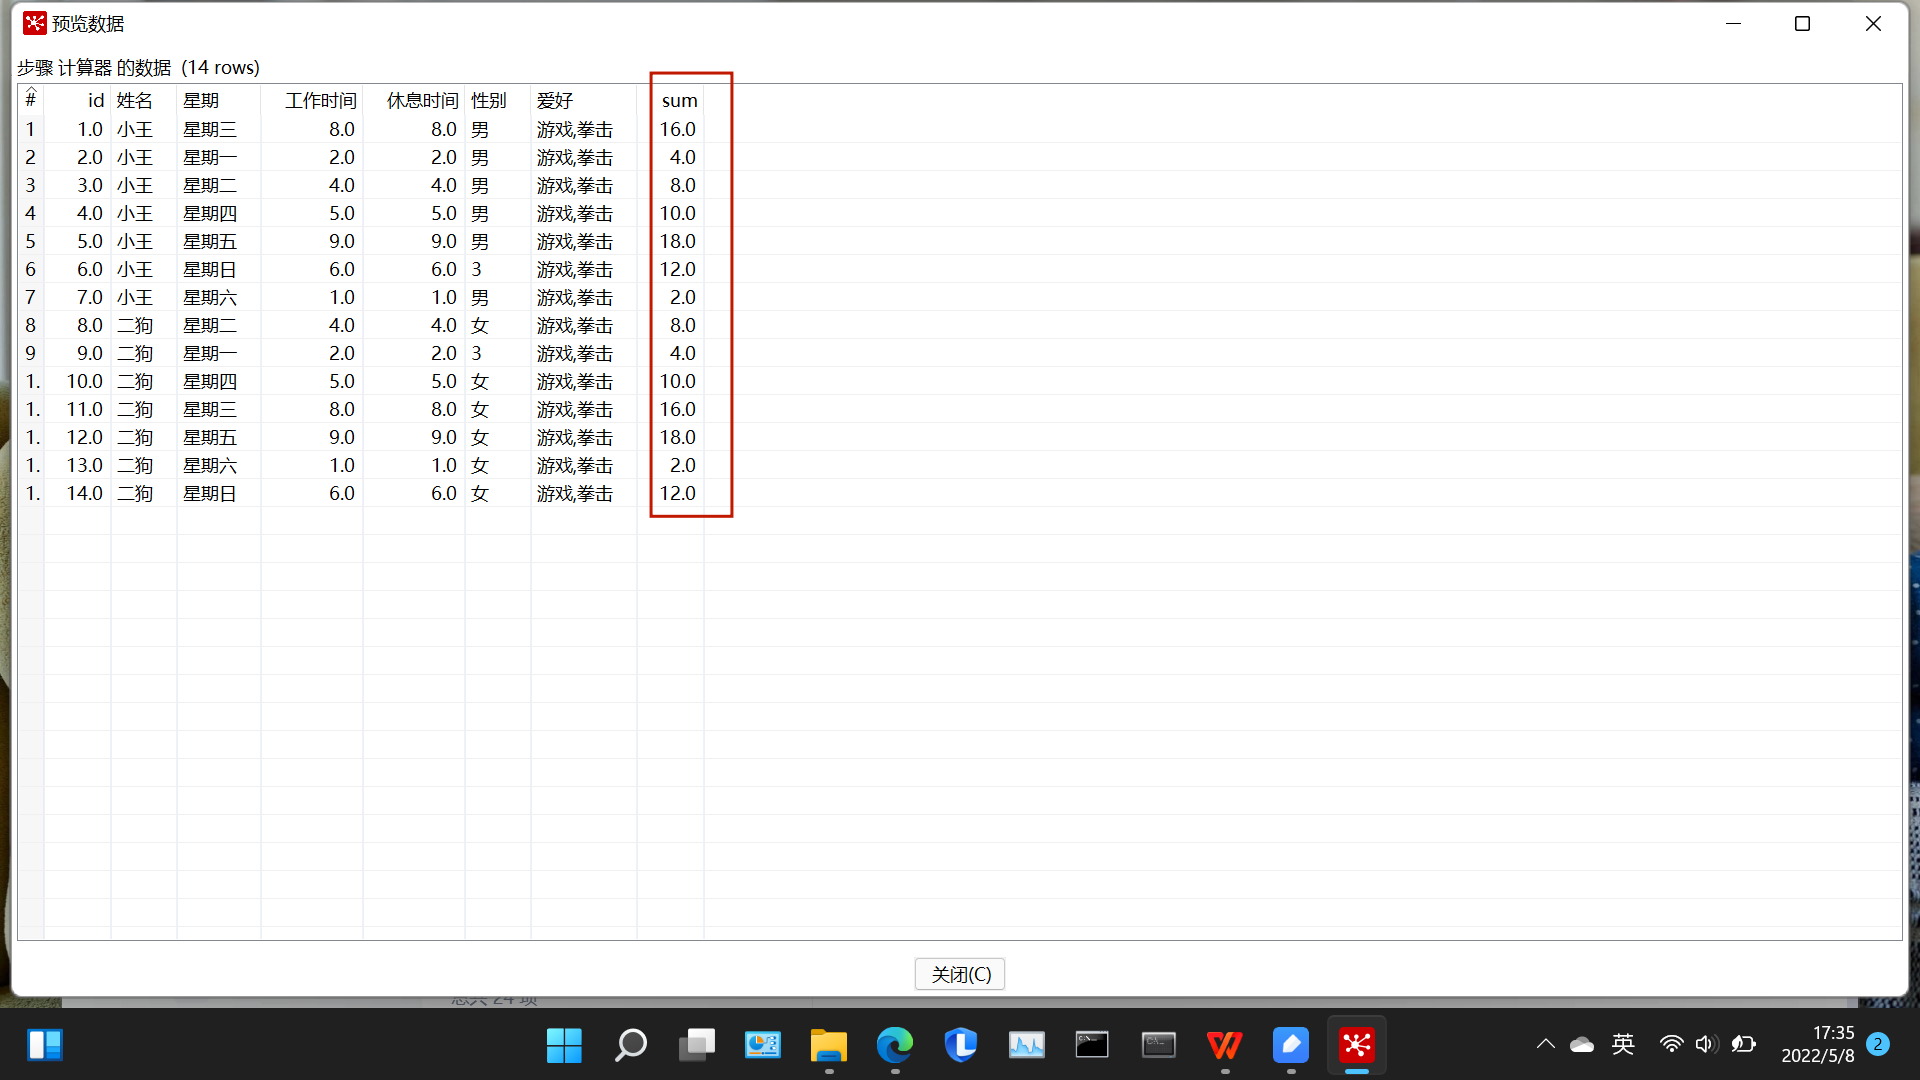 预览数据
步骤 计算器 的数据 (14 rows)
# id 姓名 星期 工作时间 休息时间 性别 爱好 sum
1 1.0 小王 星期三 8.0 8.0 男 游戏,拳击 16.0
2 2.0 小王 星期一 2.0 2.0 男 游戏,拳击 4.0
3 3.0 小王 星期二 4.0 4.0 男 游戏,拳击 8.0
4 4.0 小王 星期四 5.0 5.0 男 游戏,拳击 10.0
5 5.0 小王 星期五 9.0 9.0 男 游戏,拳击 18.0
6 6.0 小王 星期日 6.0 6.0 3 游戏,拳击 12.0
7 7.0 小王 星期六 1.0 1.0 男 游戏,拳击 2.0
8 8.0 二狗 星期二 4.0 4.0 女 游戏,拳击 8.0
9 9.0 二狗 星期一 2.0 2.0 3 游戏,拳击 4.0
1. 10.0 二狗 星期四 5.0 5.0 女 游戏,拳击 10.0
1. 11.0 二狗 星期三 8.0 8.0 女 游戏,拳击 16.0
1. 12.0 二狗 星期五 9.0 9.0 女 游戏,拳击 18.0
1. 13.0 二狗 星期六 1.0 1.0 女 游戏,拳击 2.0
1. 14.0 二狗 星期日 6.0 6.0 女 游戏,拳击 12.0
关闭(C)
英
17:35
2022/5/8
2